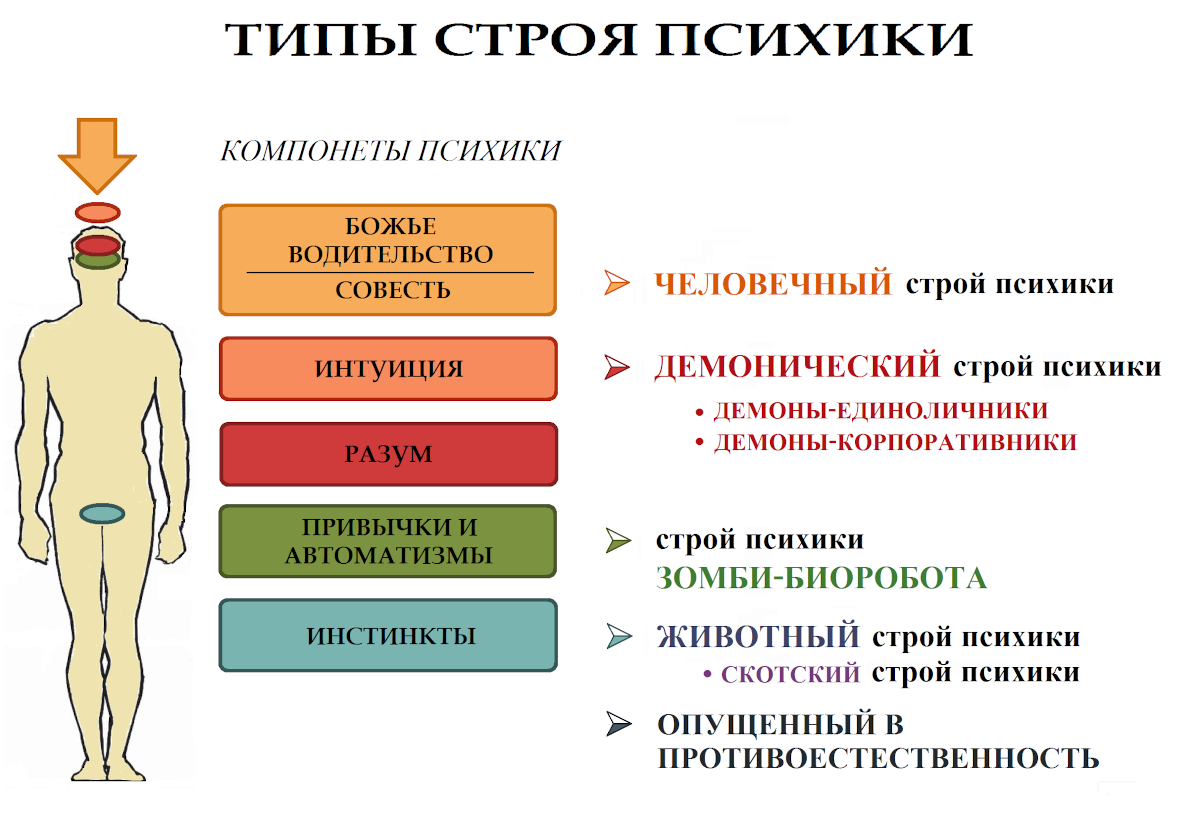 ТИПЫ СТРОЯ ПСИХИКИ
КОМПОНЕТЫ ПСИХИКИ
БОЖЬЕ
ВОДИТЕЛЬСТВО
СОВЕСТЬ
ИНТУИЦИЯ
РАЗУМ
ПРИВЫЧКИ И
АВТОМАТИЗМЫ
ИНСТИНКТЫ
ЧЕЛОВЕЧНЫЙ строй психики
ДЕМОНИЧЕСКИЙ строй психики
• ДЕМОНЫ-ЕДИНОЛИЧНИКИ
• ДЕМОНЫ-КОРПОРАТИВНИКИ
строй психики
ЗОМБИ-БИОРОБОТА
ЖИВОТНЫЙ строй психики
• СКОТСКИЙ строй психики
ОПУЩЕННЫЙ В
ПРОТИВОЕСТЕСТВЕННОСТЬ